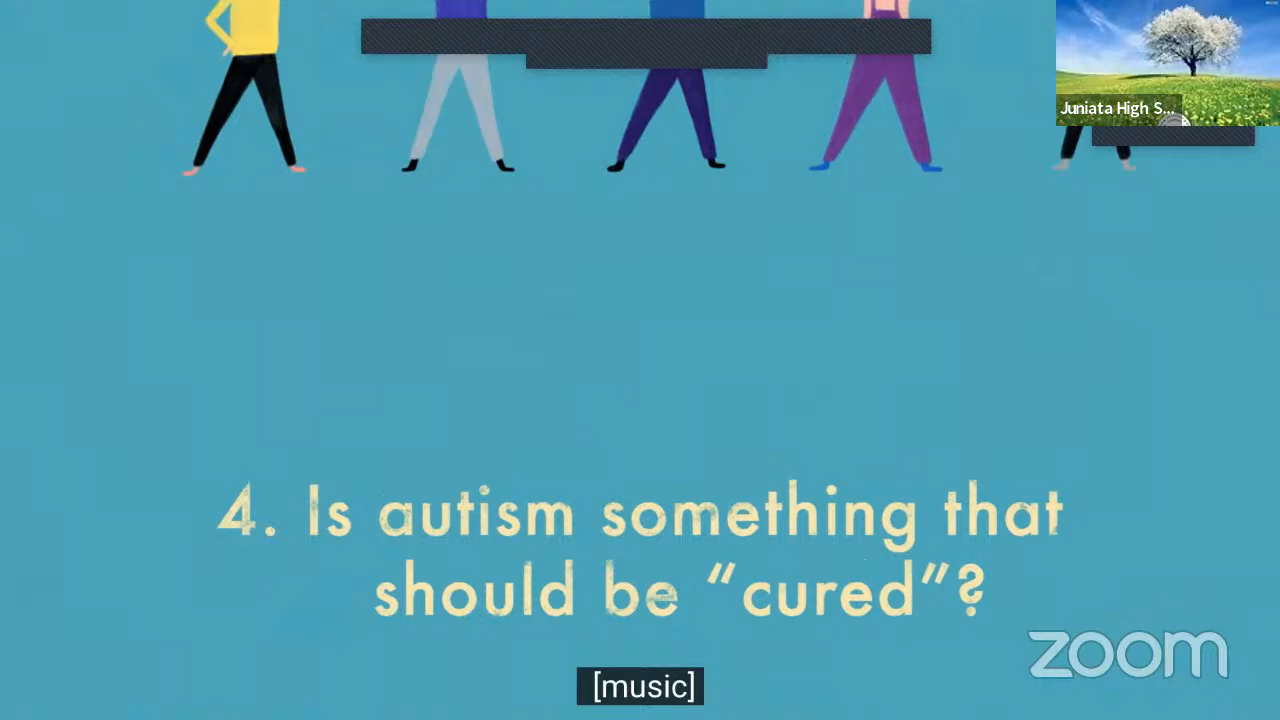 Juniata High S...
4. Is autism something that
should be “cured”?
zoom
[music]